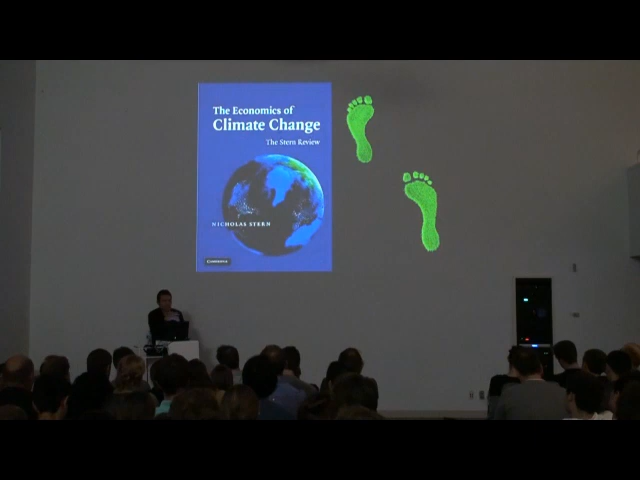 The Economics of
Climate Change
The Stern Review
NICHOLAS STERN